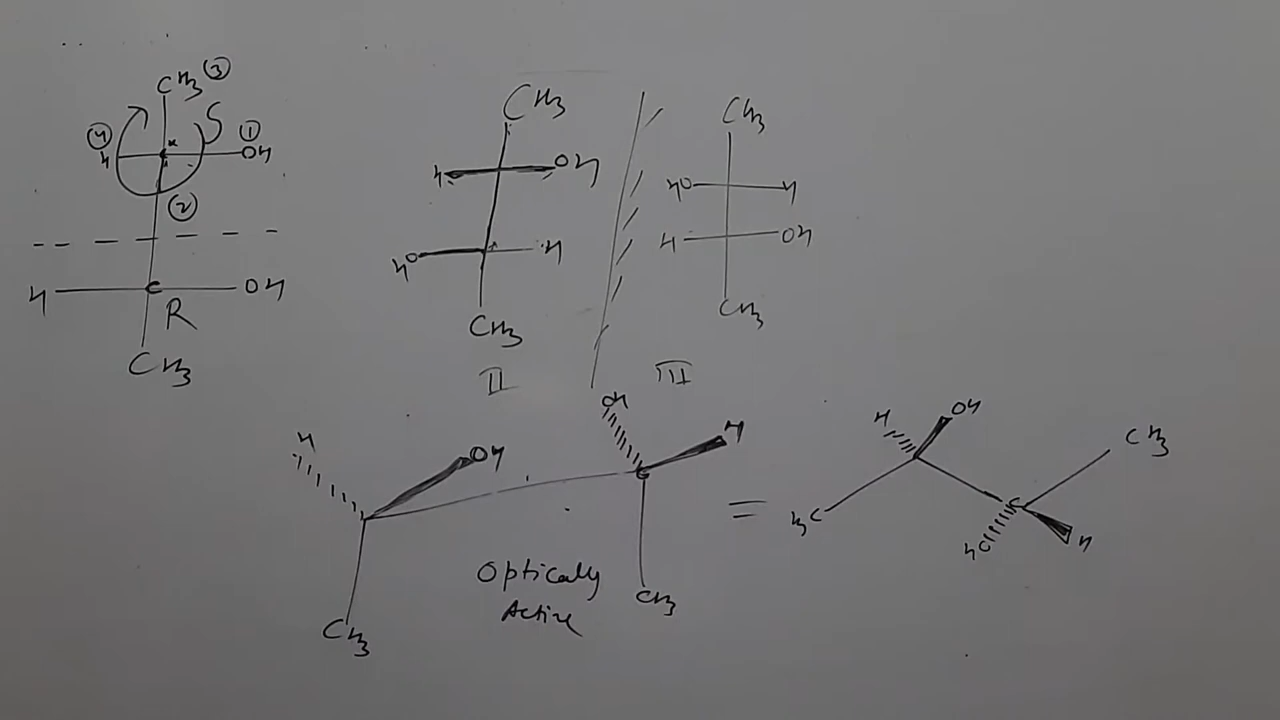 CH3 ③
④ ①
H OH
S
②
H C OH
R
CH3
CH3
H OH
HO H
CH3
II
CH3
HO H
H OH
CH3
III
H OH
OH H
C
CH3 CH3
Optically
Active
=
H OH
CH3
H3C C
HO H